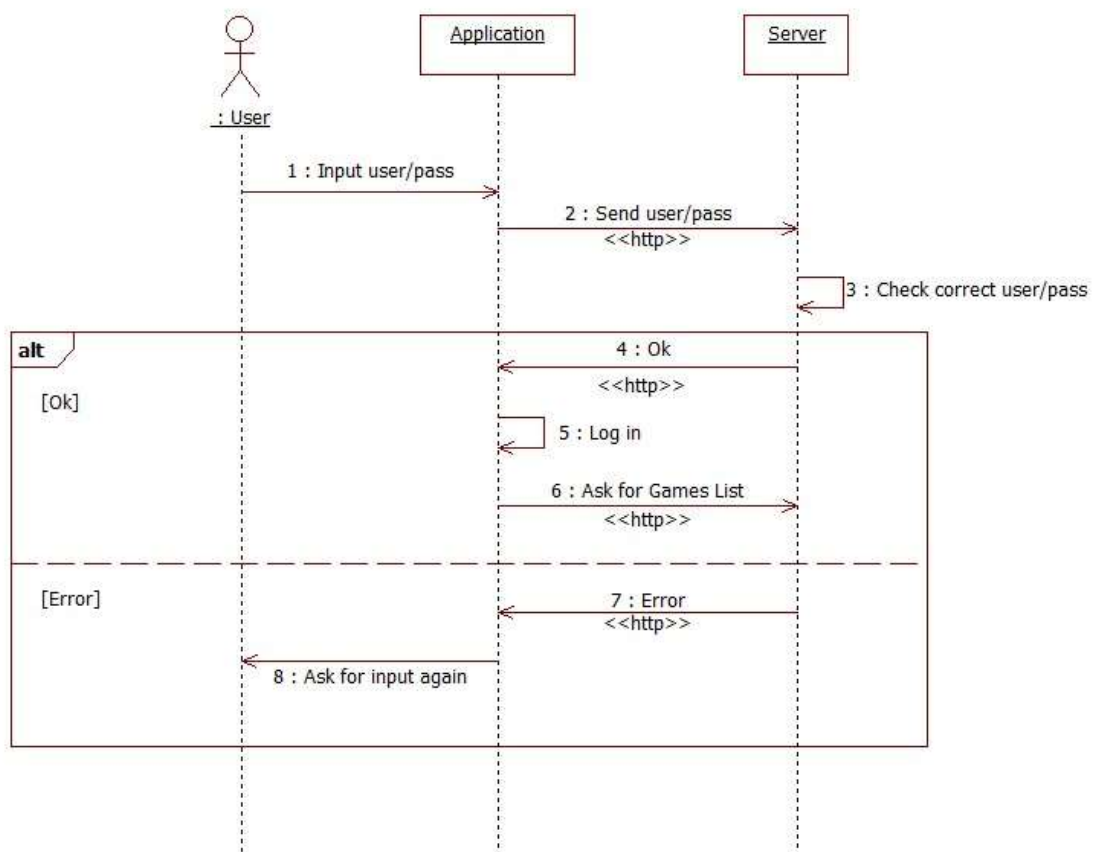 Application
Server
: User
1 : Input user/pass
2 : Send user/pass
<<http>>
3 : Check correct user/pass
alt
4 : Ok
<<http>>
[Ok]
5 : Log in
6 : Ask for Games List
<<http>>
[Error]
7 : Error
<<http>>
8 : Ask for input again